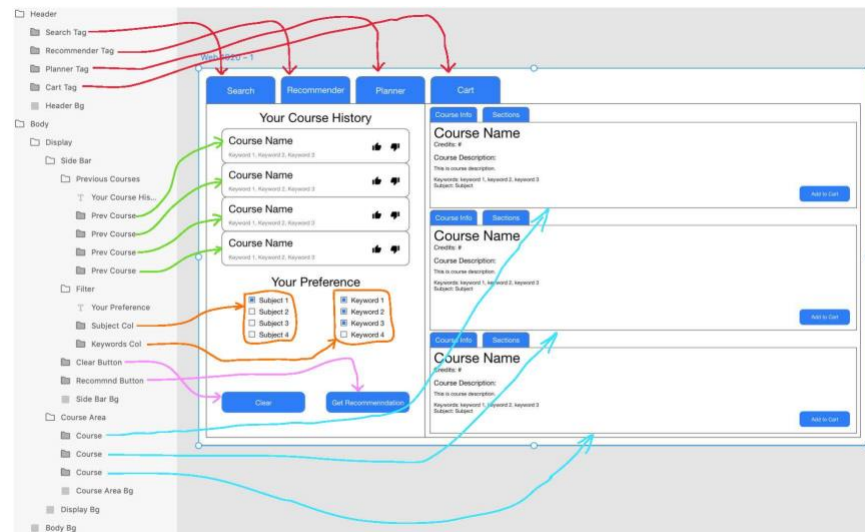 Header
Search Tag
Recommender Tag
Planner Tag
Cart Tag
Header Bg
Body
Display
Side Bar
Previous Courses
Your Course His...
Prev Course
Prev Course
Prev Course
Prev Course
Filter
Your Preference
Subject Col
Keywords Col
Clear Button
Recommnd Button
Side Bar Bg
Course Area
Course
Course
Course
Course Area Bg
Display Bg
Body Bg
Web 1920 – 1
Search
Recommender
Planner
Cart
Your Course History
Course Name
Keyword 1, Keyword 2, Keyword 3
Course Name
Keyword 1, Keyword 2, Keyword 3
Course Name
Keyword 1, Keyword 2, Keyword 3
Course Name
Keyword 1, Keyword 2, Keyword 3
Your Preference
Subject 1
Subject 2
Subject 3
Subject 4
Keyword 1
Keyword 2
Keyword 3
Keyword 4
Clear
Get Recommerindation
Course Info
Sections
Course Name
Credits: #
Course Description:
This is course description.
Keywords: keyword 1, keyword 2, keyword 3
Subject: Subject
Add to Cart
Course Info
Sections
Course Name
Credits: #
Course Description:
This is course description.
Keywords: keyword 1, keyword 2, keyword 3
Subject: Subject
Add to Cart
Course Info
Sections
Course Name
Credits: #
Course Description:
This is course description.
Keywords: keyword 1, keyword 2, keyword 3
Subject: Subject
Add to Cart